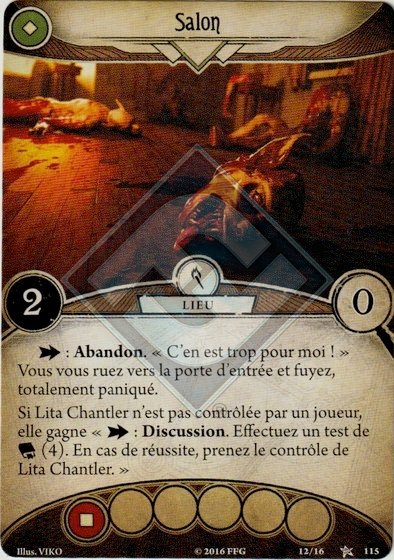 Salon
2
LIEU
0
: Abandon. « C'en est trop pour moi ! »
Vous vous ruez vers la porte d'entrée et fuyez,
totalement paniqué.
Si Lita Chantler n'est pas contrôlée par un joueur,
elle gagne « : Discussion. Effectuez un test de
(4). En cas de réussite, prenez le contrôle de
Lita Chantler. »
Illus. VIKO © 2016 FFG 12/16 115